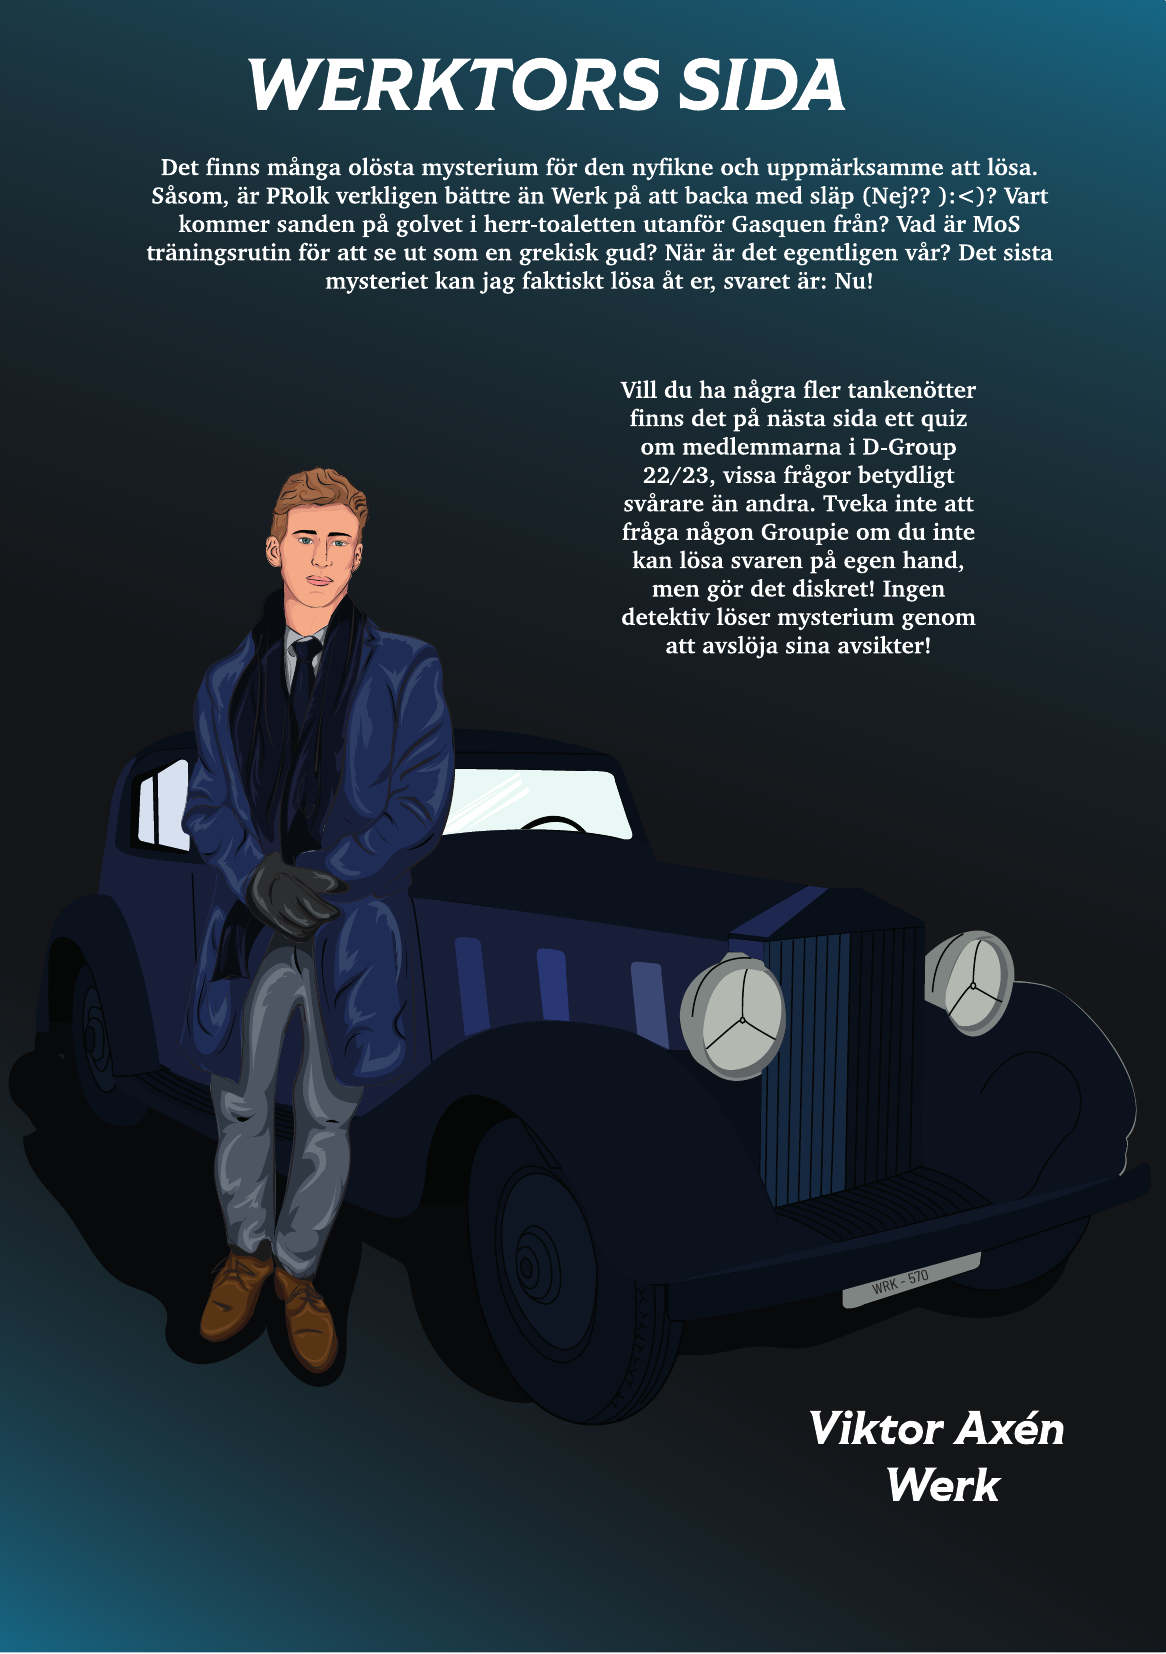 WERKTORS SIDA
Det finns många olösta mysterium för den nyfikne och uppmärksamme att lösa.
Såsom, är PRolk verkligen bättre än Werk på att backa med släp (Nej?? ):<)? Vart
kommer sanden på golvet i herr-toaletten utanför Gasquen från? Vad är MoS
träningsrutin för att se ut som en grekisk gud? När är det egentligen vår? Det sista
mysteriet kan jag faktiskt lösa åt er, svaret är: Nu!
Vill du ha några fler tankenötter
finns det på nästa sida ett quiz
om medlemmarna i D-Group
22/23, vissa frågor betydligt
svårare än andra. Tveka inte att
fråga någon Groupie om du inte
kan lösa svaren på egen hand,
men gör det diskret! Ingen
detektiv löser mysterium genom
att avslöja sina avsikter!
WRK - 570
Viktor Axén
Werk